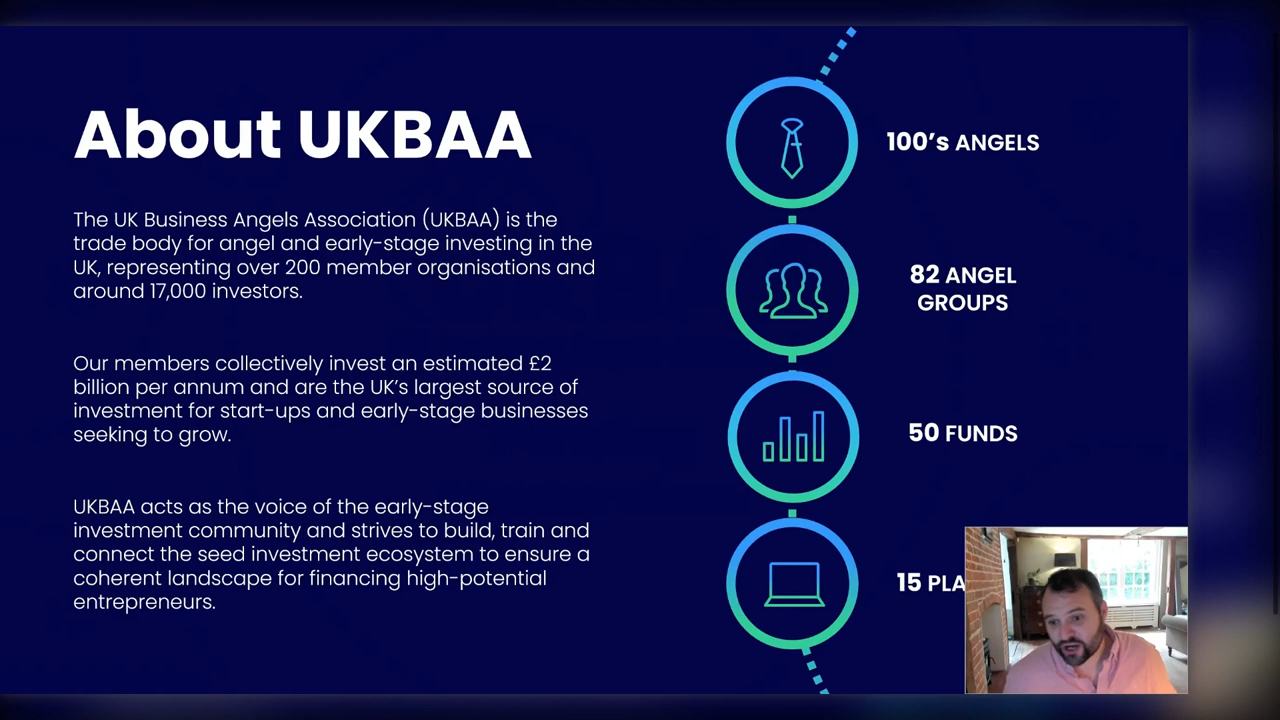 About UKBAA
The UK Business Angels Association (UKBAA) is the
trade body for angel and early-stage investing in the
UK, representing over 200 member organisations and
around 17,000 investors.
Our members collectively invest an estimated £2
billion per annum and are the UK's largest source of
investment for start-ups and early-stage businesses
seeking to grow.
UKBAA acts as the voice of the early-stage
investment community and strives to build, train and
connect the seed investment ecosystem to ensure a
coherent landscape for financing high-potential
entrepreneurs.
100's ANGELS
82 ANGEL
GROUPS
50 FUNDS
15